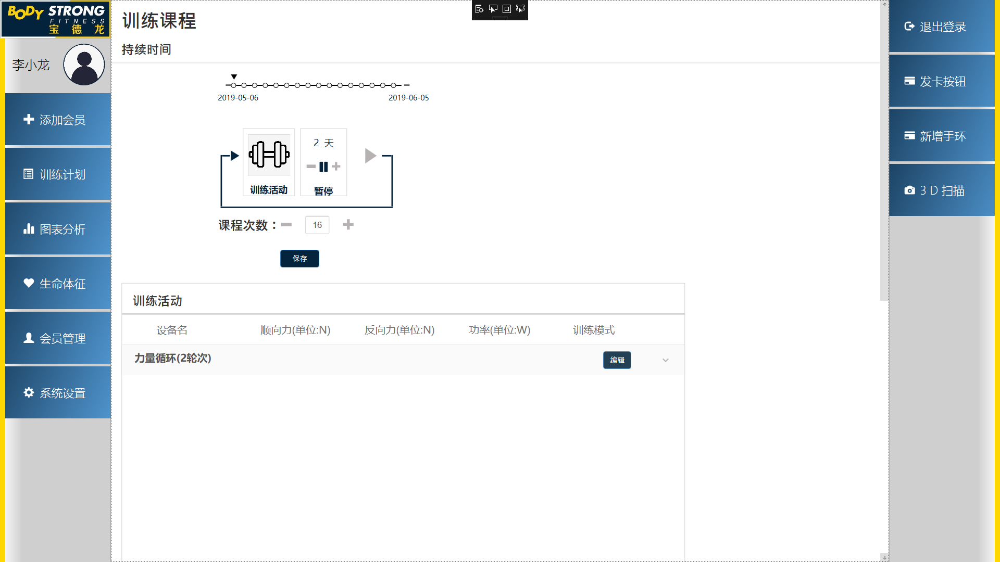 BODY STRONG
FITNESS
宝德龙
李小龙
添加会员
训练计划
图表分析
生命体征
会员管理
系统设置
训练课程
持续时间
2019-05-06
2019-06-05
训练活动
2 天
暂停
课程次数：
16
保存
训练活动
设备名 顺向力(单位:N) 反向力(单位:N) 功率(单位:W) 训练模式
力量循环(2轮次)
编辑
退出登录
发卡按钮
新增手环
3 D 扫描